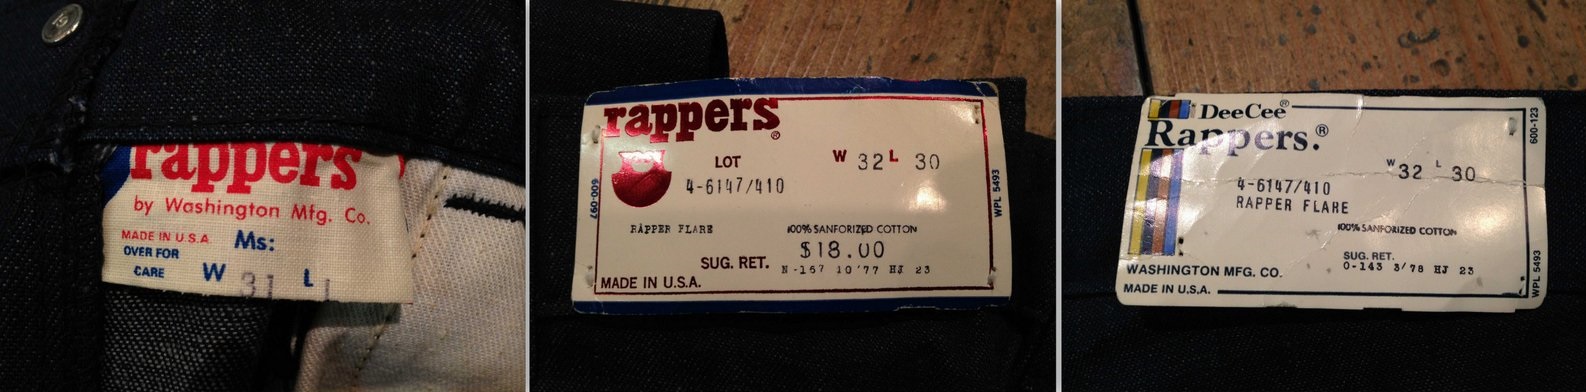 rappers
by Washington Mfg. Co.
MADE IN U.S.A.
Ms:
OVER FOR
CARE
W 31 L
rappers®
LOT
W 32 L 30
4-6147/410
RAPPER FLARE
100% SANFORIZED COTTON
$18.00
SUG. RET.
N-167 10'77 HJ 23
MADE IN U.S.A.
600-097
WPL 5493
DeeCee®
Rappers.®
W 32 L 30
4-6147/410
RAPPER FLARE
100% SANFORIZED COTTON
SUG. RET.
0-143 3/78 HJ 23
WASHINGTON MFG. CO.
MADE IN U.S.A.
600-123
WPL 5493